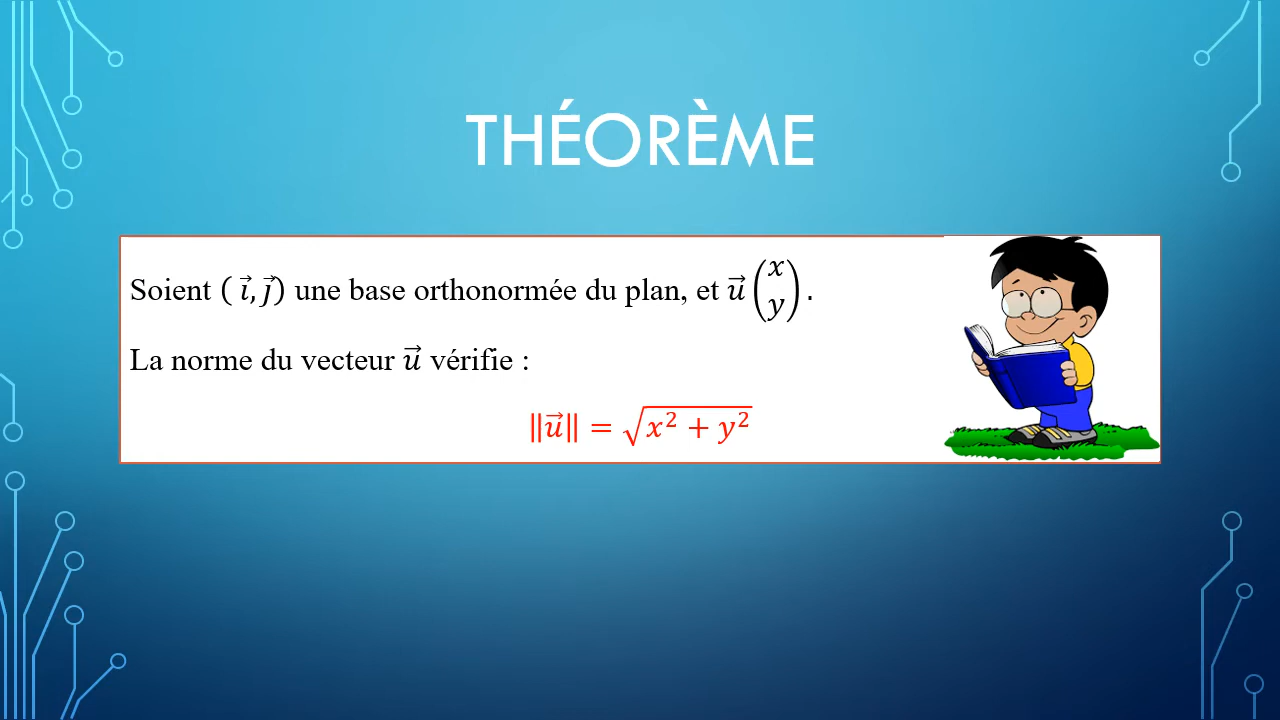 THÉORÈME
Soient ( i⃗, j⃗) une base orthonormée du plan, et u⃗ (x y) .
La norme du vecteur u⃗ vérifie :
‖u⃗‖ = √(x² + y²)